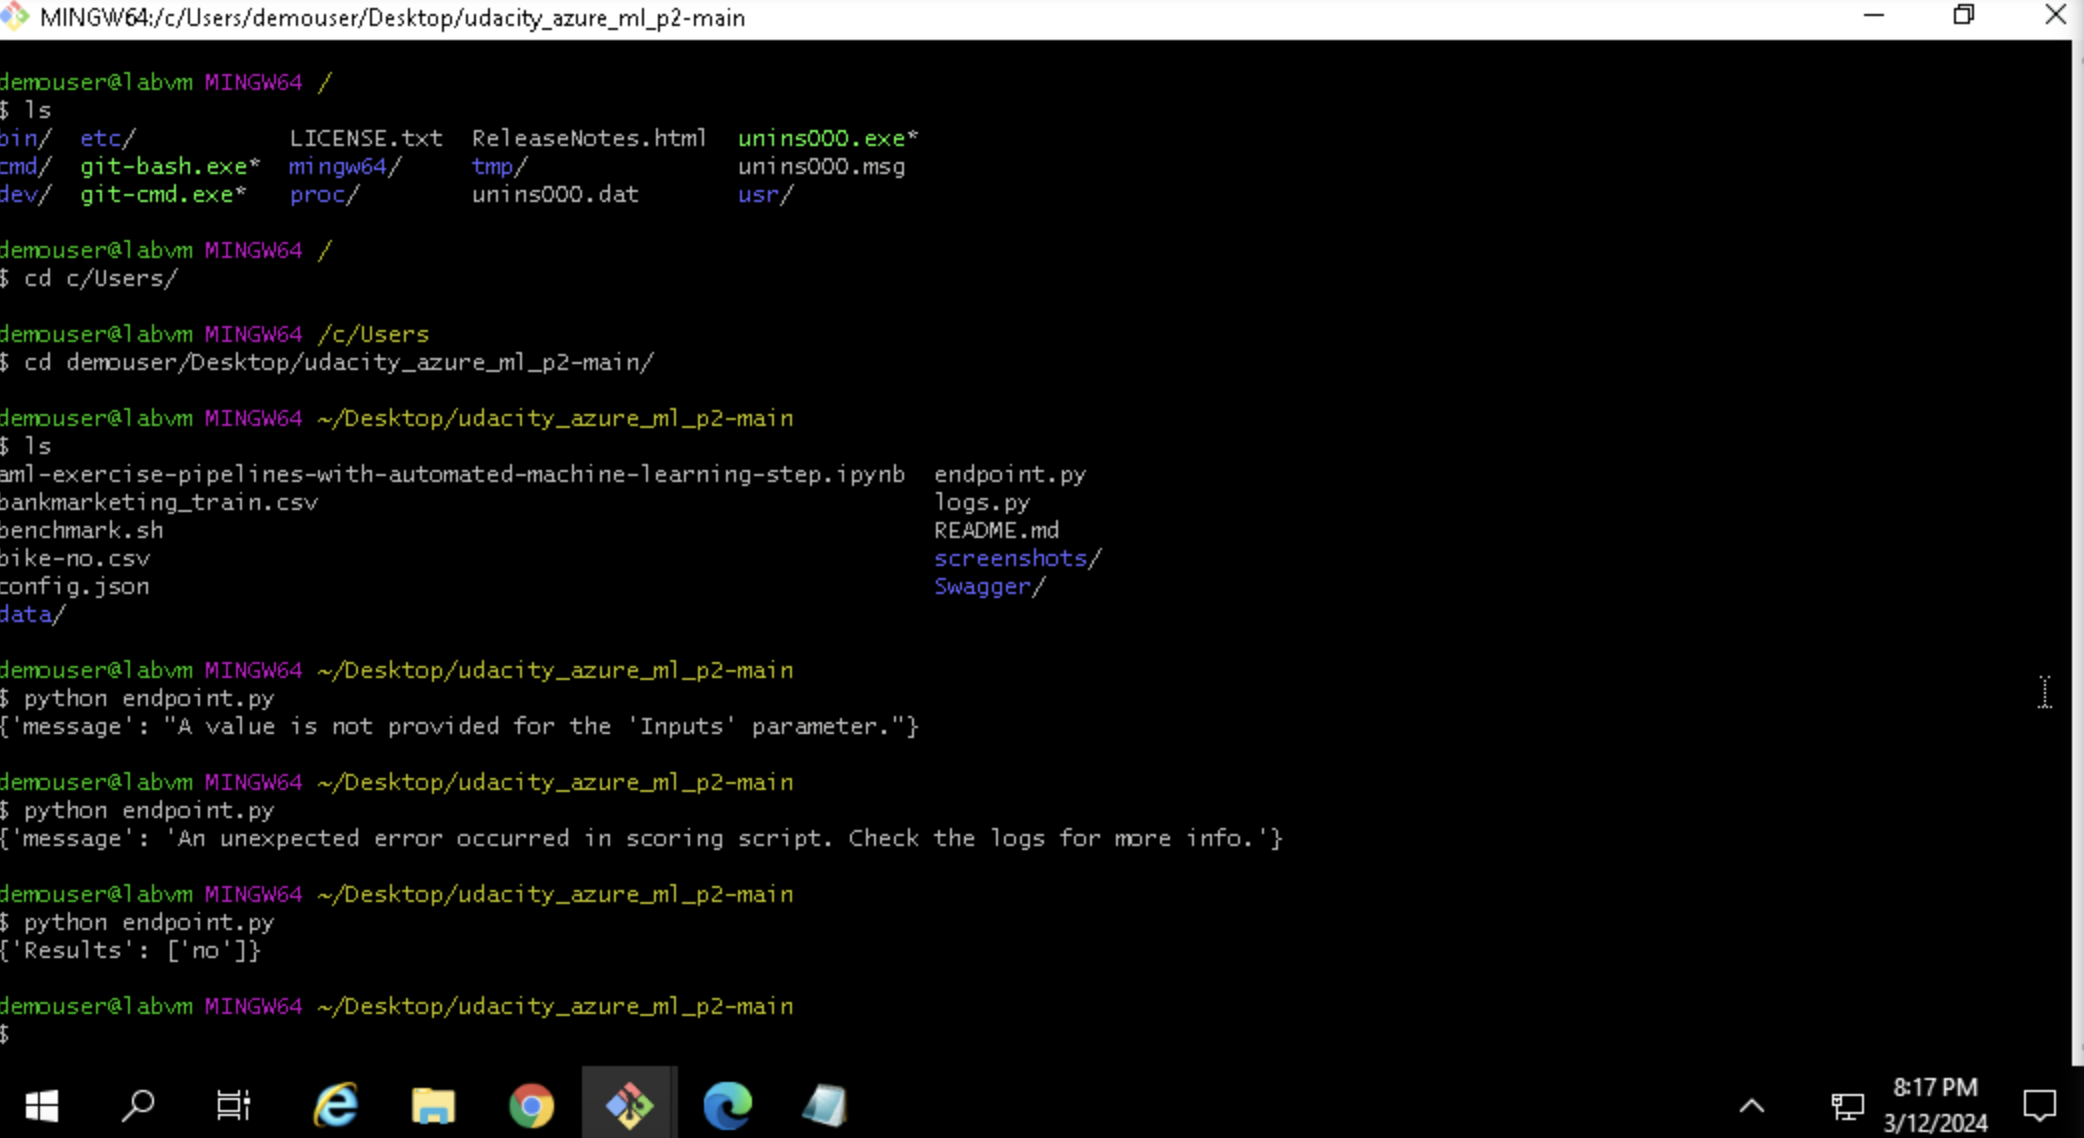 MINGW64:/c/Users/demouser/Desktop/udacity_azure_ml_p2-main
demouser@labvm MINGW64 /
$ ls
bin/ etc/ LICENSE.txt ReleaseNotes.html unins000.exe*
cmd/ git-bash.exe* mingw64/ tmp/ unins000.msg
dev/ git-cmd.exe* proc/ unins000.dat usr/
demouser@labvm MINGW64 /
$ cd c/Users/
demouser@labvm MINGW64 /c/Users
$ cd demouser/Desktop/udacity_azure_ml_p2-main/
demouser@labvm MINGW64 ~/Desktop/udacity_azure_ml_p2-main
$ ls
aml-exercise-pipelines-with-automated-machine-learning-step.ipynb endpoint.py
bankmarketing_train.csv logs.py
benchmark.sh README.md
bike-no.csv screenshots/
config.json Swagger/
data/
demouser@labvm MINGW64 ~/Desktop/udacity_azure_ml_p2-main
$ python endpoint.py
{'message': "A value is not provided for the 'Inputs' parameter."}
demouser@labvm MINGW64 ~/Desktop/udacity_azure_ml_p2-main
$ python endpoint.py
{'message': 'An unexpected error occurred in scoring script. Check the logs for more info.'}
demouser@labvm MINGW64 ~/Desktop/udacity_azure_ml_p2-main
$ python endpoint.py
{'Results': ['no']}
demouser@labvm MINGW64 ~/Desktop/udacity_azure_ml_p2-main
$
8:17 PM
3/12/2024